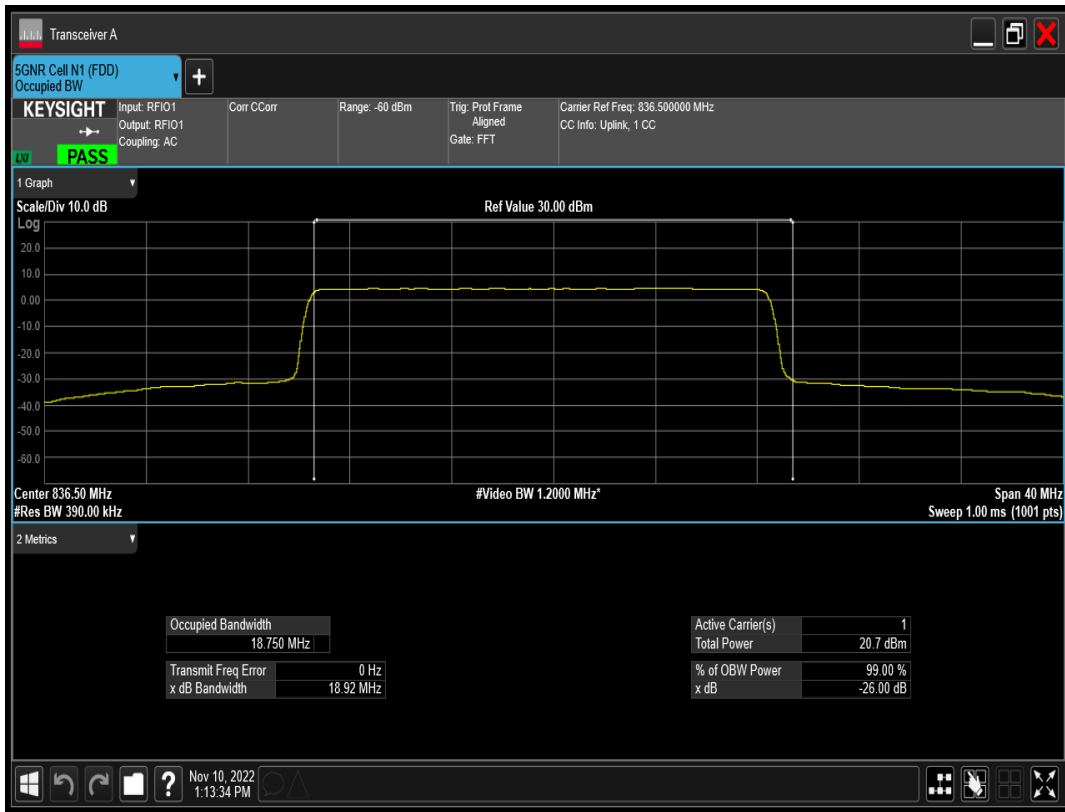 Transceiver A
5GNR Cell N1 (FDD)
Occupied BW
KEYSIGHT
Input: RFIO1
Output: RFIO1
Coupling: AC
Corr CCorr
Range: -60 dBm
Trig: Prot Frame
Aligned
Gate: FFT
Carrier Ref Freq: 836.500000 MHz
CC Info: Uplink, 1 CC
LXI
PASS
1 Graph
Scale/Div 10.0 dB
Ref Value 30.00 dBm
Log
20.0
10.0
0.00
-10.0
-20.0
-30.0
-40.0
-50.0
-60.0
Center 836.50 MHz
#Video BW 1.2000 MHz*
Span 40 MHz
#Res BW 390.00 kHz
Sweep 1.00 ms (1001 pts)
2 Metrics
Occupied Bandwidth
18.750 MHz
Transmit Freq Error 0 Hz
x dB Bandwidth 18.92 MHz
Active Carrier(s) 1
Total Power 20.7 dBm
% of OBW Power 99.00 %
x dB -26.00 dB
?
Nov 10, 2022
1:13:34 PM